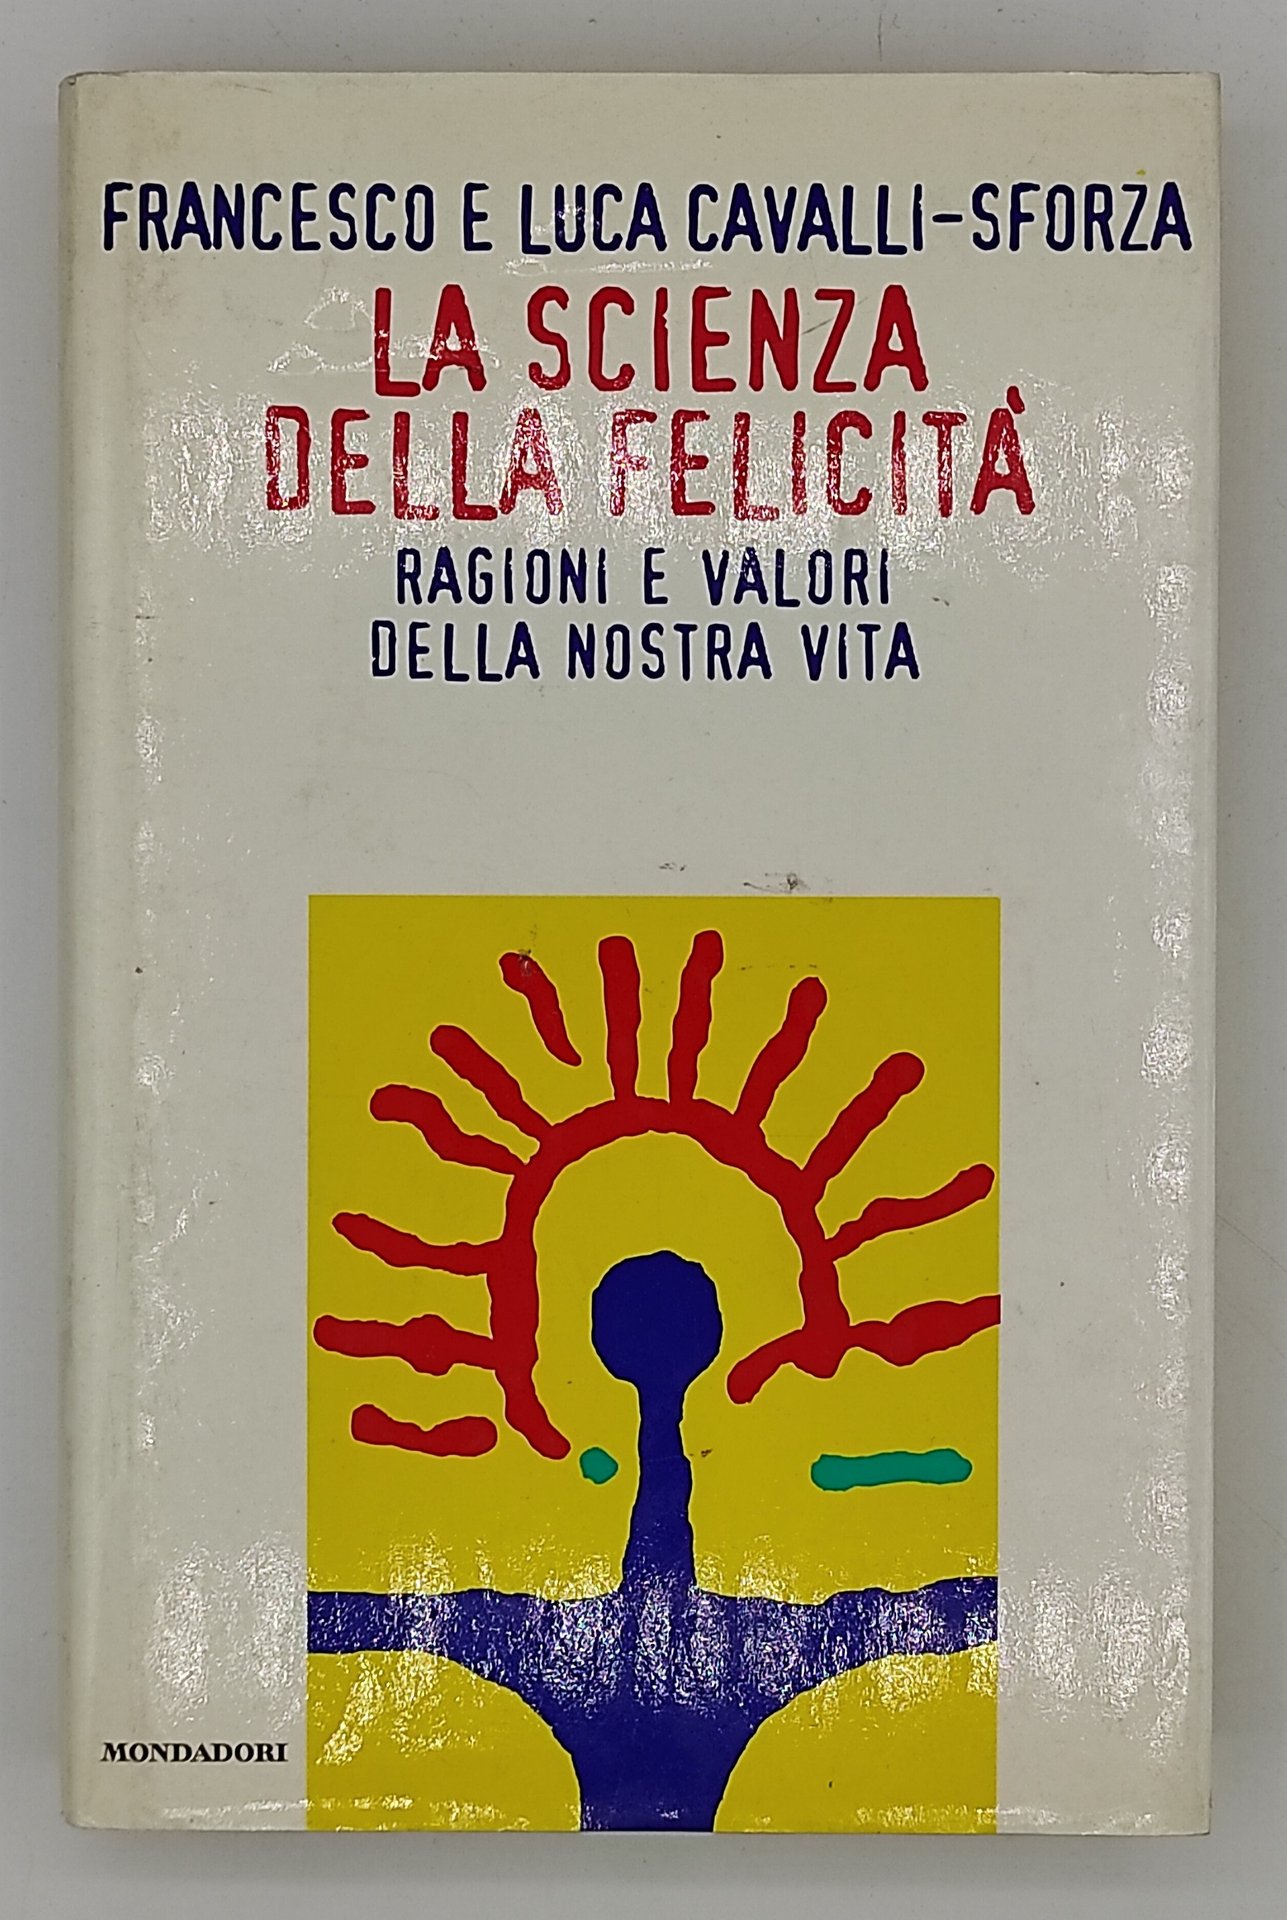 FRANCESCO E LUCA CAVALLI-SFORZA
LA SCIENZA
DELLA FELICITÀ
RAGIONI E VALORI
DELLA NOSTRA VITA
MONDADORI